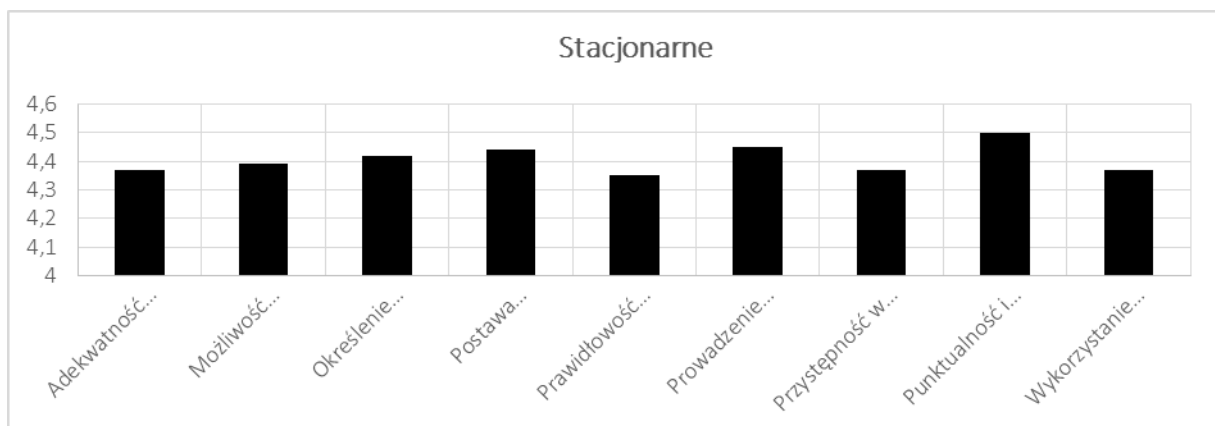 Stacjonarne
4,6
4,5
4,4
4,3
4,2
4,1
4
Adekwatność...
Możliwość...
Określenie...
Postawa...
Prawidłowość...
Prowadzenie...
Przystępność w...
Punktualność i...
Wykorzystanie...